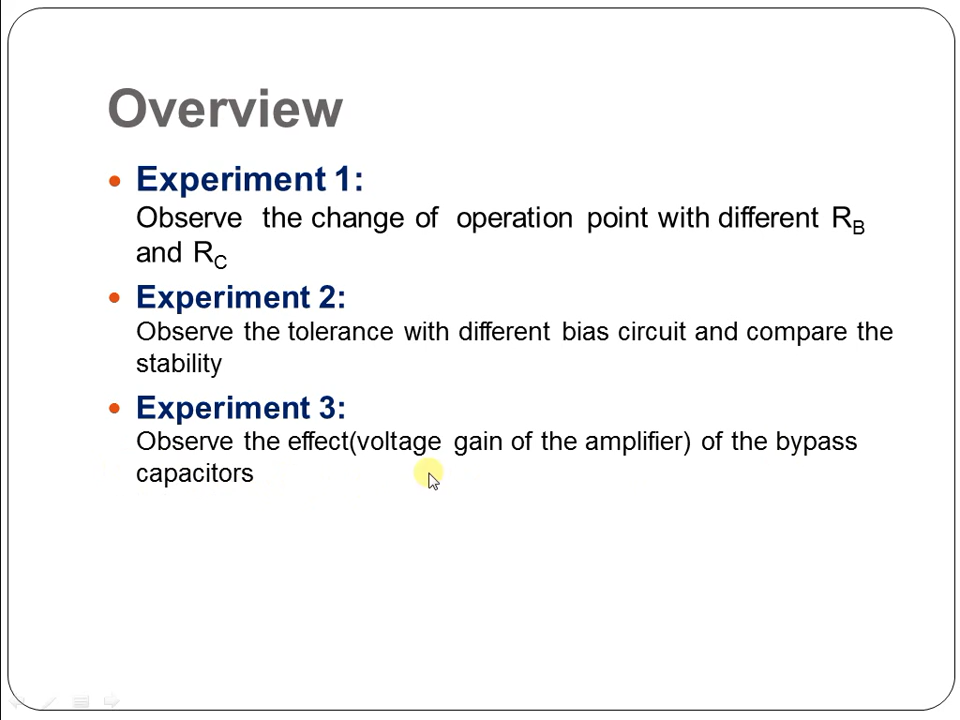 Overview
Experiment 1:
Observe the change of operation point with different RB
and RC
Experiment 2:
Observe the tolerance with different bias circuit and compare the
stability
Experiment 3:
Observe the effect(voltage gain of the amplifier) of the bypass
capacitors